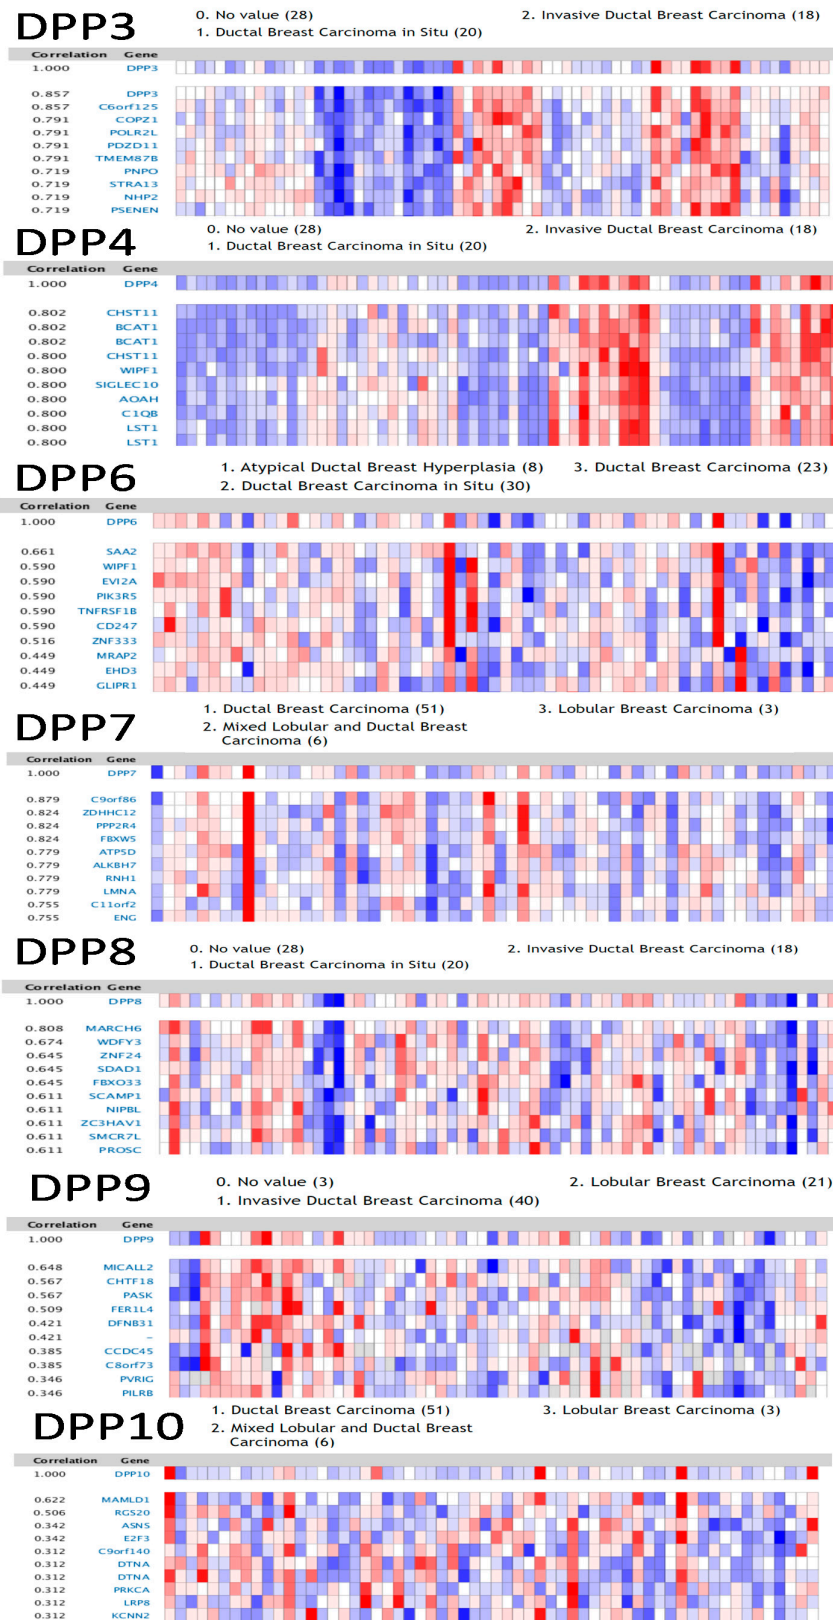 DPP3
0. No value (28) 2. Invasive Ductal Breast Carcinoma (18)
1. Ductal Breast Carcinoma in Situ (20)
Correlation Gene
1.000 DPP3
0.857 DPP3
0.857 C6orf125
0.791 COPZ1
0.791 POLR2L
0.791 PDZD11
0.791 TMEM87B
0.719 PNPO
0.719 STRA13
0.719 NHP2
0.719 PSENEN
DPP4
0. No value (28) 2. Invasive Ductal Breast Carcinoma (18)
1. Ductal Breast Carcinoma in Situ (20)
Correlation Gene
1.000 DPP4
0.802 CHST11
0.802 BCAT1
0.802 BCAT1
0.800 CHST11
0.800 WIPF1
0.800 SIGLEC10
0.800 AOAH
0.800 C1QB
0.800 LST1
0.800 LST1
DPP6
1. Atypical Ductal Breast Hyperplasia (8) 3. Ductal Breast Carcinoma (23)
2. Ductal Breast Carcinoma in Situ (30)
Correlation Gene
1.000 DPP6
0.661 SAA2
0.590 WIPF1
0.590 EVI2A
0.590 PIK3R5
0.590 TNFRSF1B
0.590 CD247
0.516 ZNF333
0.449 MRAP2
0.449 EHD3
0.449 GLIPR1
DPP7
1. Ductal Breast Carcinoma (51) 3. Lobular Breast Carcinoma (3)
2. Mixed Lobular and Ductal Breast
Carcinoma (6)
Correlation Gene
1.000 DPP7
0.879 C9orf86
0.824 ZDHHC12
0.824 PPP2R4
0.824 FBXW5
0.779 ATP5D
0.779 ALKBH7
0.779 RNH1
0.779 LMNA
0.755 C11orf2
0.755 ENG
DPP8
0. No value (28) 2. Invasive Ductal Breast Carcinoma (18)
1. Ductal Breast Carcinoma in Situ (20)
Correlation Gene
1.000 DPP8
0.808 MARCH6
0.674 WDFY3
0.645 ZNF24
0.645 SDAD1
0.645 FBXO33
0.611 SCAMP1
0.611 NIPBL
0.611 ZC3HAV1
0.611 SMCR7L
0.611 PROSC
DPP9
0. No value (3) 2. Lobular Breast Carcinoma (21)
1. Invasive Ductal Breast Carcinoma (40)
Correlation Gene
1.000 DPP9
0.648 MICALL2
0.567 CHTF18
0.567 PASK
0.509 FER1L4
0.421 DFNB31
0.421 –
0.385 CCDC45
0.385 C8orf73
0.346 PVRIG
0.346 PILRB
DPP10
1. Ductal Breast Carcinoma (51) 3. Lobular Breast Carcinoma (3)
2. Mixed Lobular and Ductal Breast
Carcinoma (6)
Correlation Gene
1.000 DPP10
0.622 MAMLD1
0.506 RGS20
0.342 ASNS
0.342 E2F3
0.312 C9orf140
0.312 DTNA
0.312 DTNA
0.312 PRKCA
0.312 LRP8
0.312 KCNN2